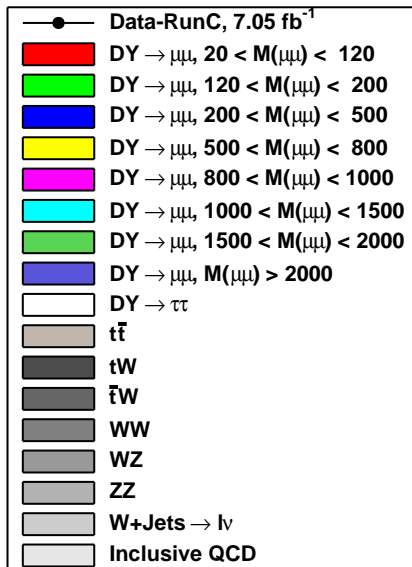 Data-RunC, 7.05 fb⁻¹
DY → μμ, 20 < M(μμ) < 120
DY → μμ, 120 < M(μμ) < 200
DY → μμ, 200 < M(μμ) < 500
DY → μμ, 500 < M(μμ) < 800
DY → μμ, 800 < M(μμ) < 1000
DY → μμ, 1000 < M(μμ) < 1500
DY → μμ, 1500 < M(μμ) < 2000
DY → μμ, M(μμ) > 2000
DY → ττ
tt̄
tW
t̄W
WW
WZ
ZZ
W+Jets → lν
Inclusive QCD